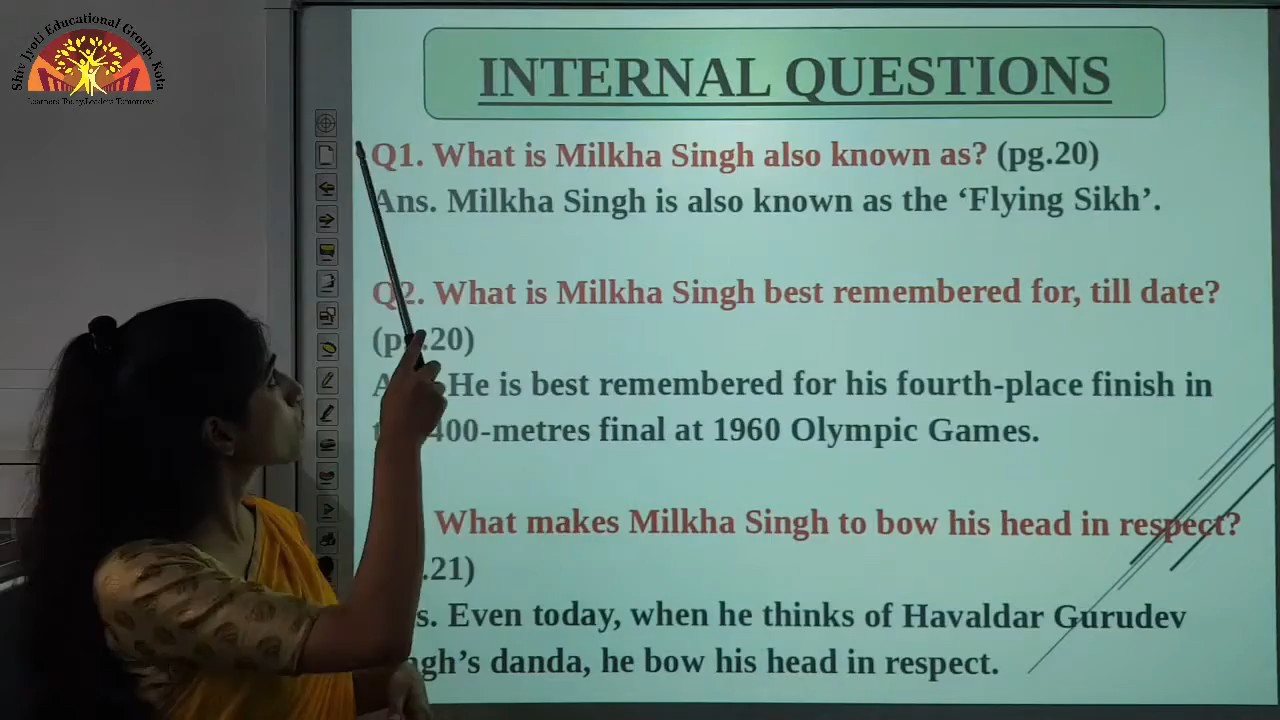 Shiv Jyoti Educational Group, Kota
Learners Today,Leaders Tomorrow
INTERNAL QUESTIONS
Q1. What is Milkha Singh also known as? (pg.20)
Ans. Milkha Singh is also known as the ‘Flying Sikh’.
Q2. What is Milkha Singh best remembered for, till date?
.20)
He is best remembered for his fourth-place finish in
400-metres final at 1960 Olympic Games.
What makes Milkha Singh to bow his head in respect?
.21)
Even today, when he thinks of Havaldar Gurudev
danda, he bow his head in respect.